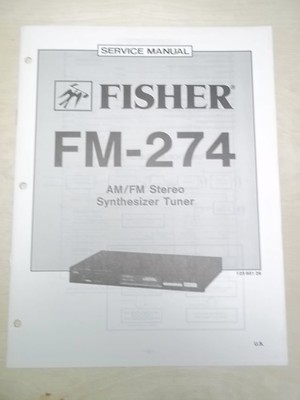 SERVICE MANUAL
FISHER®
FM-274
AM/FM Stereo
Synthesizer Tuner